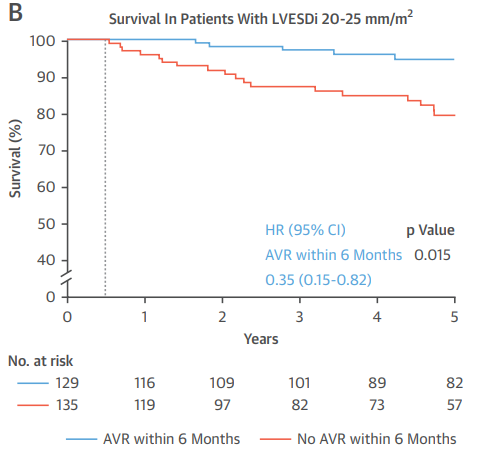 B
Survival In Patients With LVESDi 20-25 mm/m²
100
90
80
70
60
50
40
0
Survival (%)
HR (95% CI) p Value
AVR within 6 Months 0.015
0.35 (0.15-0.82)
0 1 2 3 4 5
Years
No. at risk
129 116 109 101 89 82
135 119 97 82 73 57
AVR within 6 Months No AVR within 6 Months